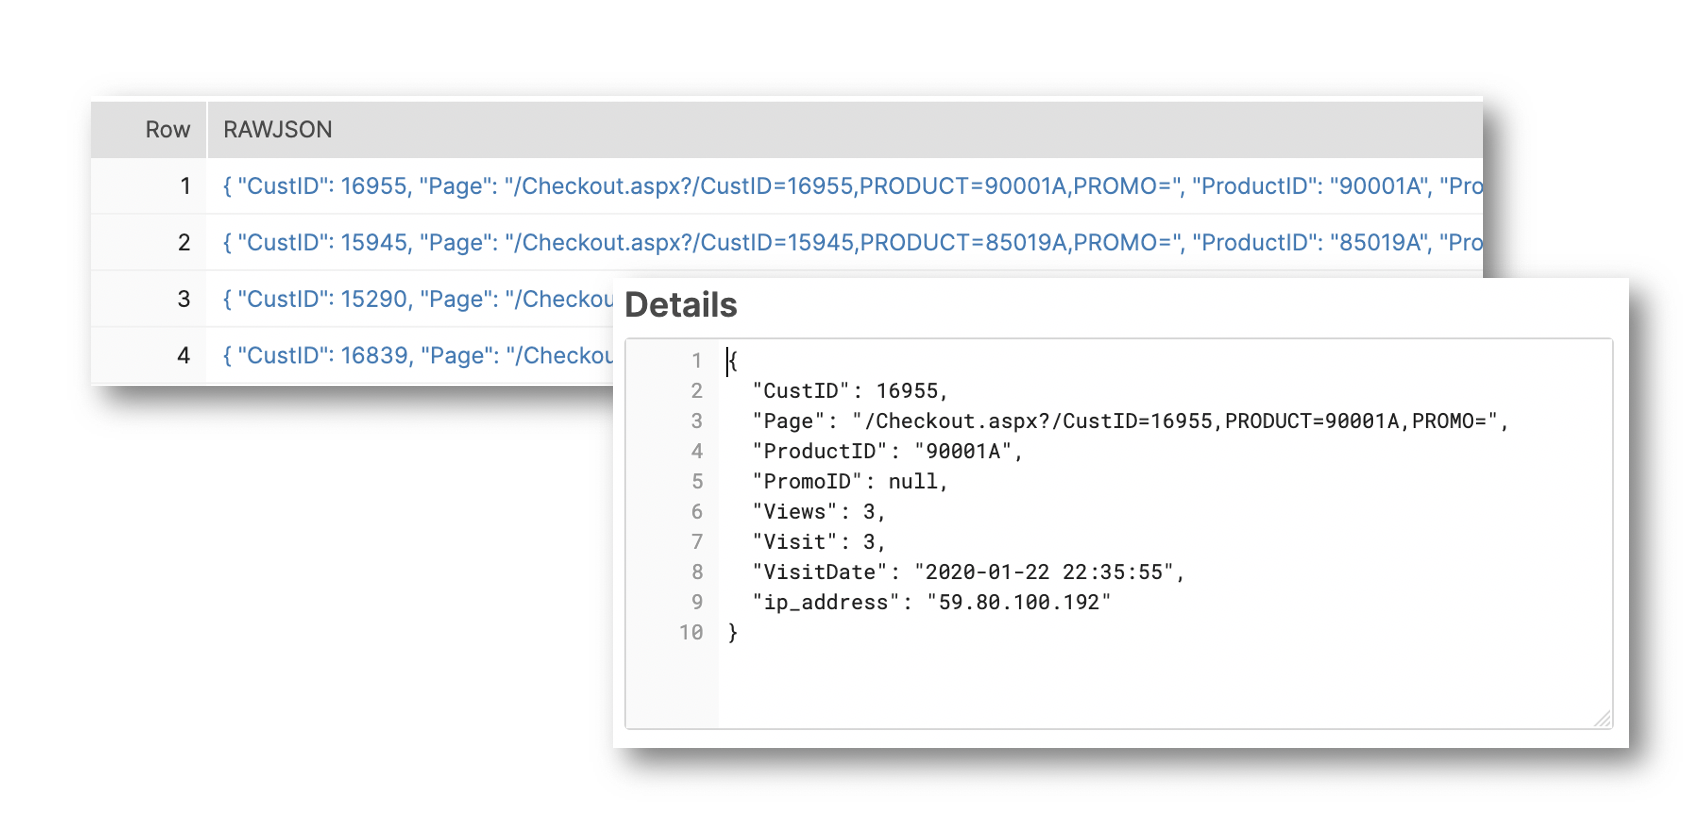 Row RAWJSON
1 { "CustID": 16955, "Page": "/Checkout.aspx?/CustID=16955,PRODUCT=90001A,PROMO=", "ProductID": "90001A", "Pro
2 { "CustID": 15945, "Page": "/Checkout.aspx?/CustID=15945,PRODUCT=85019A,PROMO=", "ProductID": "85019A", "Pro
3 { "CustID": 15290, "Page": "/Checkou
4 { "CustID": 16839, "Page": "/Checkou
Details
1 {
2 "CustID": 16955,
3 "Page": "/Checkout.aspx?/CustID=16955,PRODUCT=90001A,PROMO=",
4 "ProductID": "90001A",
5 "PromoID": null,
6 "Views": 3,
7 "Visit": 3,
8 "VisitDate": "2020-01-22 22:35:55",
9 "ip_address": "59.80.100.192"
10 }